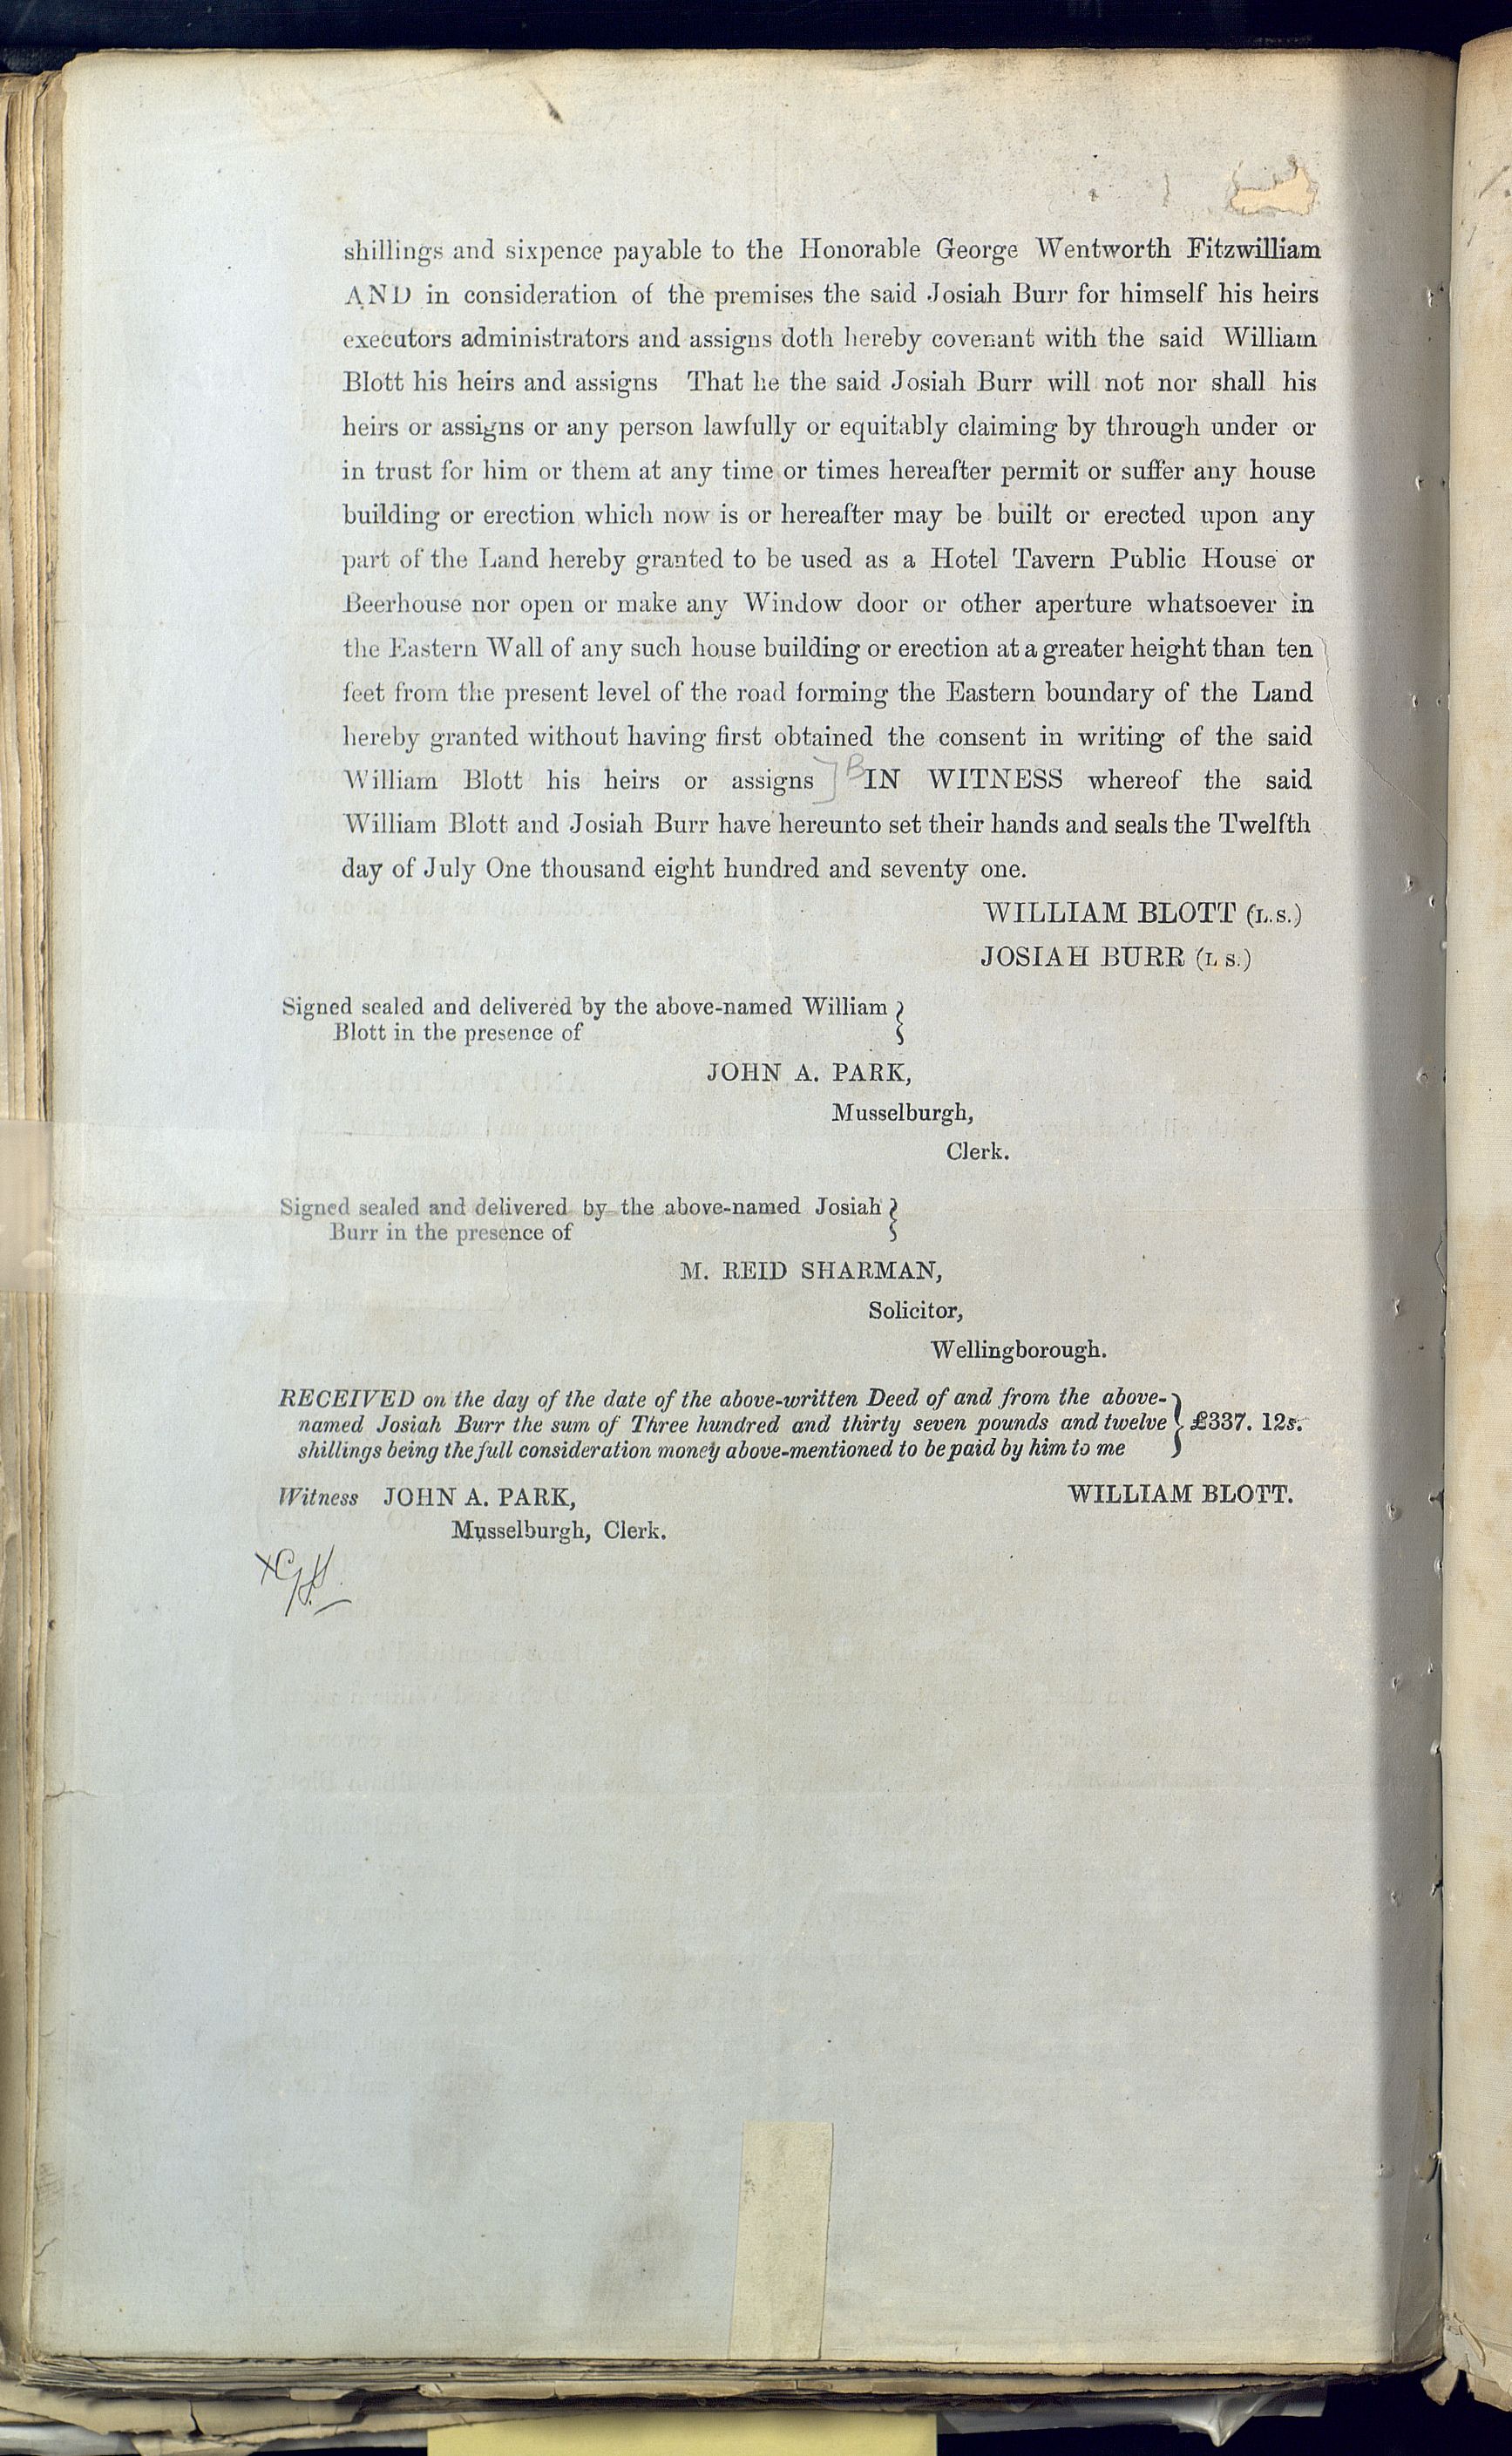 shillings and sixpence payable to the Honorable George Wentworth Fitzwilliam
AND in consideration of the premises the said Josiah Burr for himself his heirs
executors administrators and assigns doth hereby covenant with the said William
Blott his heirs and assigns That he the said Josiah Burr will not nor shall his
heirs or assigns or any person lawfully or equitably claiming by through under or
in trust for him or them at any time or times hereafter permit or suffer any house
building or erection which now is or hereafter may be built or erected upon any
part of the Land hereby granted to be used as a Hotel Tavern Public House or
Beerhouse nor open or make any Window door or other aperture whatsoever in
the Eastern Wall of any such house building or erection at a greater height than ten
feet from the present level of the road forming the Eastern boundary of the Land
hereby granted without having first obtained the consent in writing of the said
William Blott his heirs or assigns ] B IN WITNESS whereof the said
William Blott and Josiah Burr have hereunto set their hands and seals the Twelfth
day of July One thousand eight hundred and seventy one.
WILLIAM BLOTT (L.S.)
JOSIAH BURR (L S.)
Signed sealed and delivered by the above-named William }
Blott in the presence of
JOHN A. PARK,
Musselburgh,
Clerk.
Signed sealed and delivered by the above-named Josiah }
Burr in the presence of
M. REID SHARMAN,
Solicitor,
Wellingborough.
RECEIVED on the day of the date of the above-written Deed of and from the above-
named Josiah Burr the sum of Three hundred and thirty seven pounds and twelve } £337. 12s.
shillings being the full consideration money above-mentioned to be paid by him to me
Witness JOHN A. PARK, WILLIAM BLOTT.
Musselburgh, Clerk.